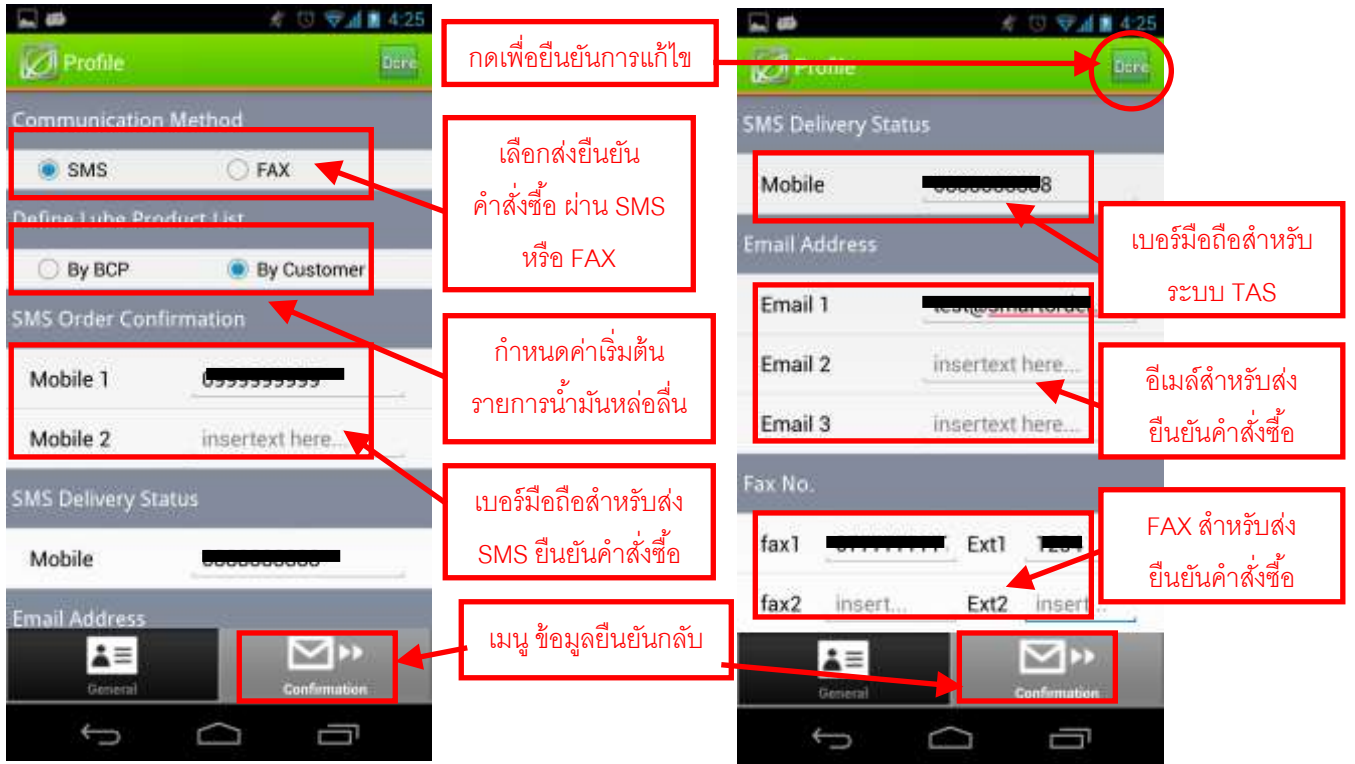 4:25
Profile
Done
Communication Method
SMS
FAX
Define Lube Product List
By BCP
By Customer
SMS Order Confirmation
Mobile 1
Mobile 2
insertext here...
SMS Delivery Status
Mobile
Email Address
General
Confirmation
กดเพื่อยืนยันการแก้ไข
เลือกส่งยืนยัน
คำสั่งซื้อ ผ่าน SMS
หรือ FAX
กำหนดค่าเริ่มต้น
รายการน้ำมันหล่อลื่น
เบอร์มือถือสำหรับส่ง
SMS ยืนยันคำสั่งซื้อ
เมนู ข้อมูลยืนยันกลับ
4:25
Profile
Done
SMS Delivery Status
Mobile
8
Email Address
Email 1
Email 2
insertext here...
Email 3
insertext here...
Fax No.
fax1
Ext1
fax2
insert...
Ext2
insert...
General
Confirmation
เบอร์มือถือสำหรับ
ระบบ TAS
อีเมล์สำหรับส่ง
ยืนยันคำสั่งซื้อ
FAX สำหรับส่ง
ยืนยันคำสั่งซื้อ